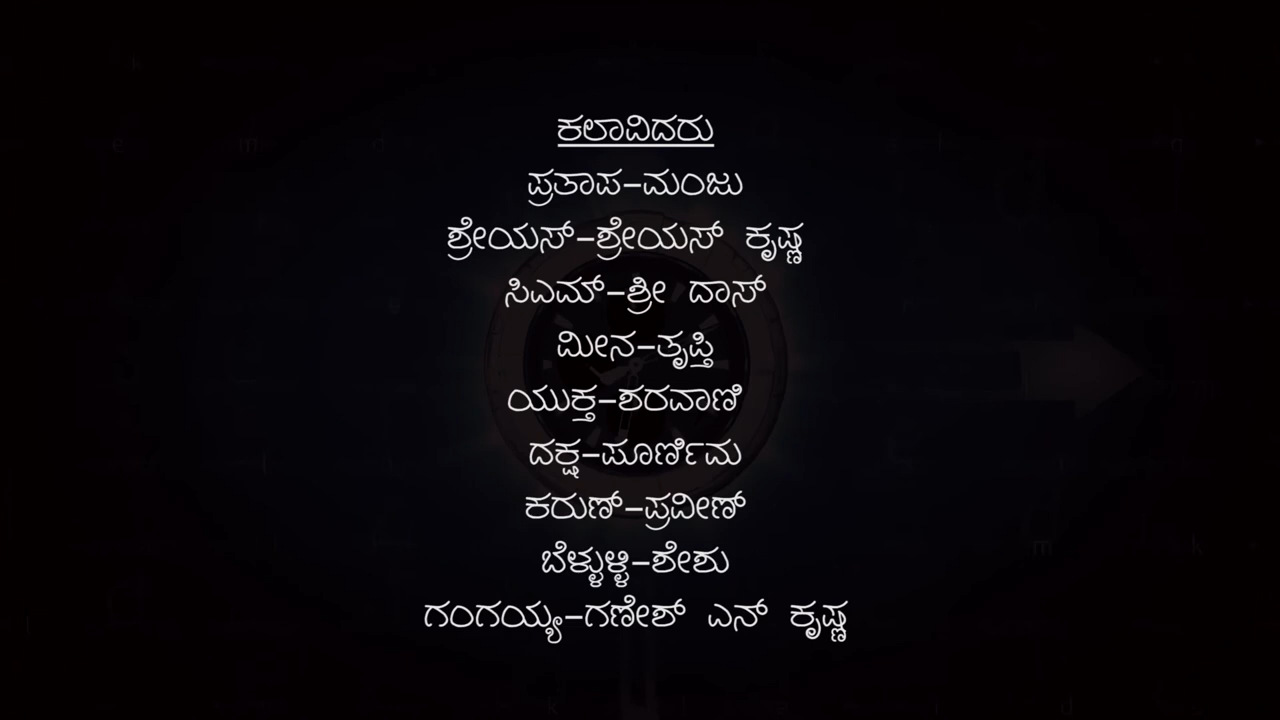 ಕಲಾವಿದರು
ಪ್ರತಾಪ-ಮಂಜು
ಶ್ರೇಯಸ್-ಶ್ರೇಯಸ್ ಕೃಷ್ಣ
ಸಿಎಮ್-ಶ್ರೀ ದಾಸ್
ಮೀನ-ತೃಪ್ತಿ
ಯುಕ್ತ-ಶರವಾಣಿ
ದಕ್ಷ-ಪೂರ್ಣಿಮ
ಕರುಣ್-ಪ್ರವೀಣ್
ಬೆಳ್ಳುಳ್ಳಿ-ಶೇಶು
ಗಂಗಯ್ಯ-ಗಣೇಶ್ ಎನ್ ಕೃಷ್ಣ